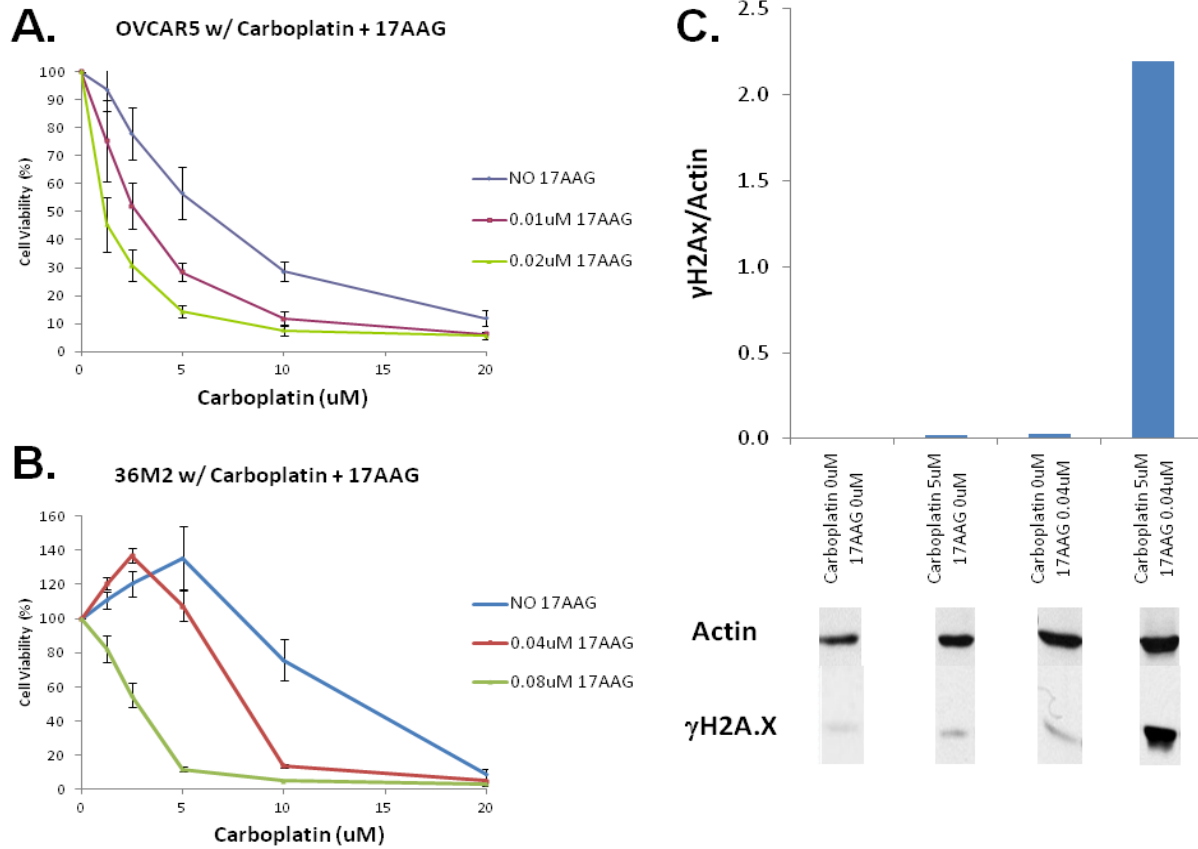 A.
OVCAR5 w/ Carboplatin + 17AAG
100
90
80
70
60
50
40
30
20
10
0
Cell Viability (%)
0
5
10
15
20
Carboplatin (uM)
NO 17AAG
0.01uM 17AAG
0.02uM 17AAG
B.
36M2 w/ Carboplatin + 17AAG
160
140
120
100
80
60
40
20
0
Cell Viability (%)
0
5
10
15
20
Carboplatin (uM)
NO 17AAG
0.04uM 17AAG
0.08uM 17AAG
C.
2.5
2.0
1.5
1.0
0.5
0.0
γH2Ax/Actin
Carboplatin 0uM
17AAG 0uM
Carboplatin 5uM
17AAG 0uM
Carboplatin 0uM
17AAG 0.04uM
Carboplatin 5uM
17AAG 0.04uM
Actin
γH2A.X